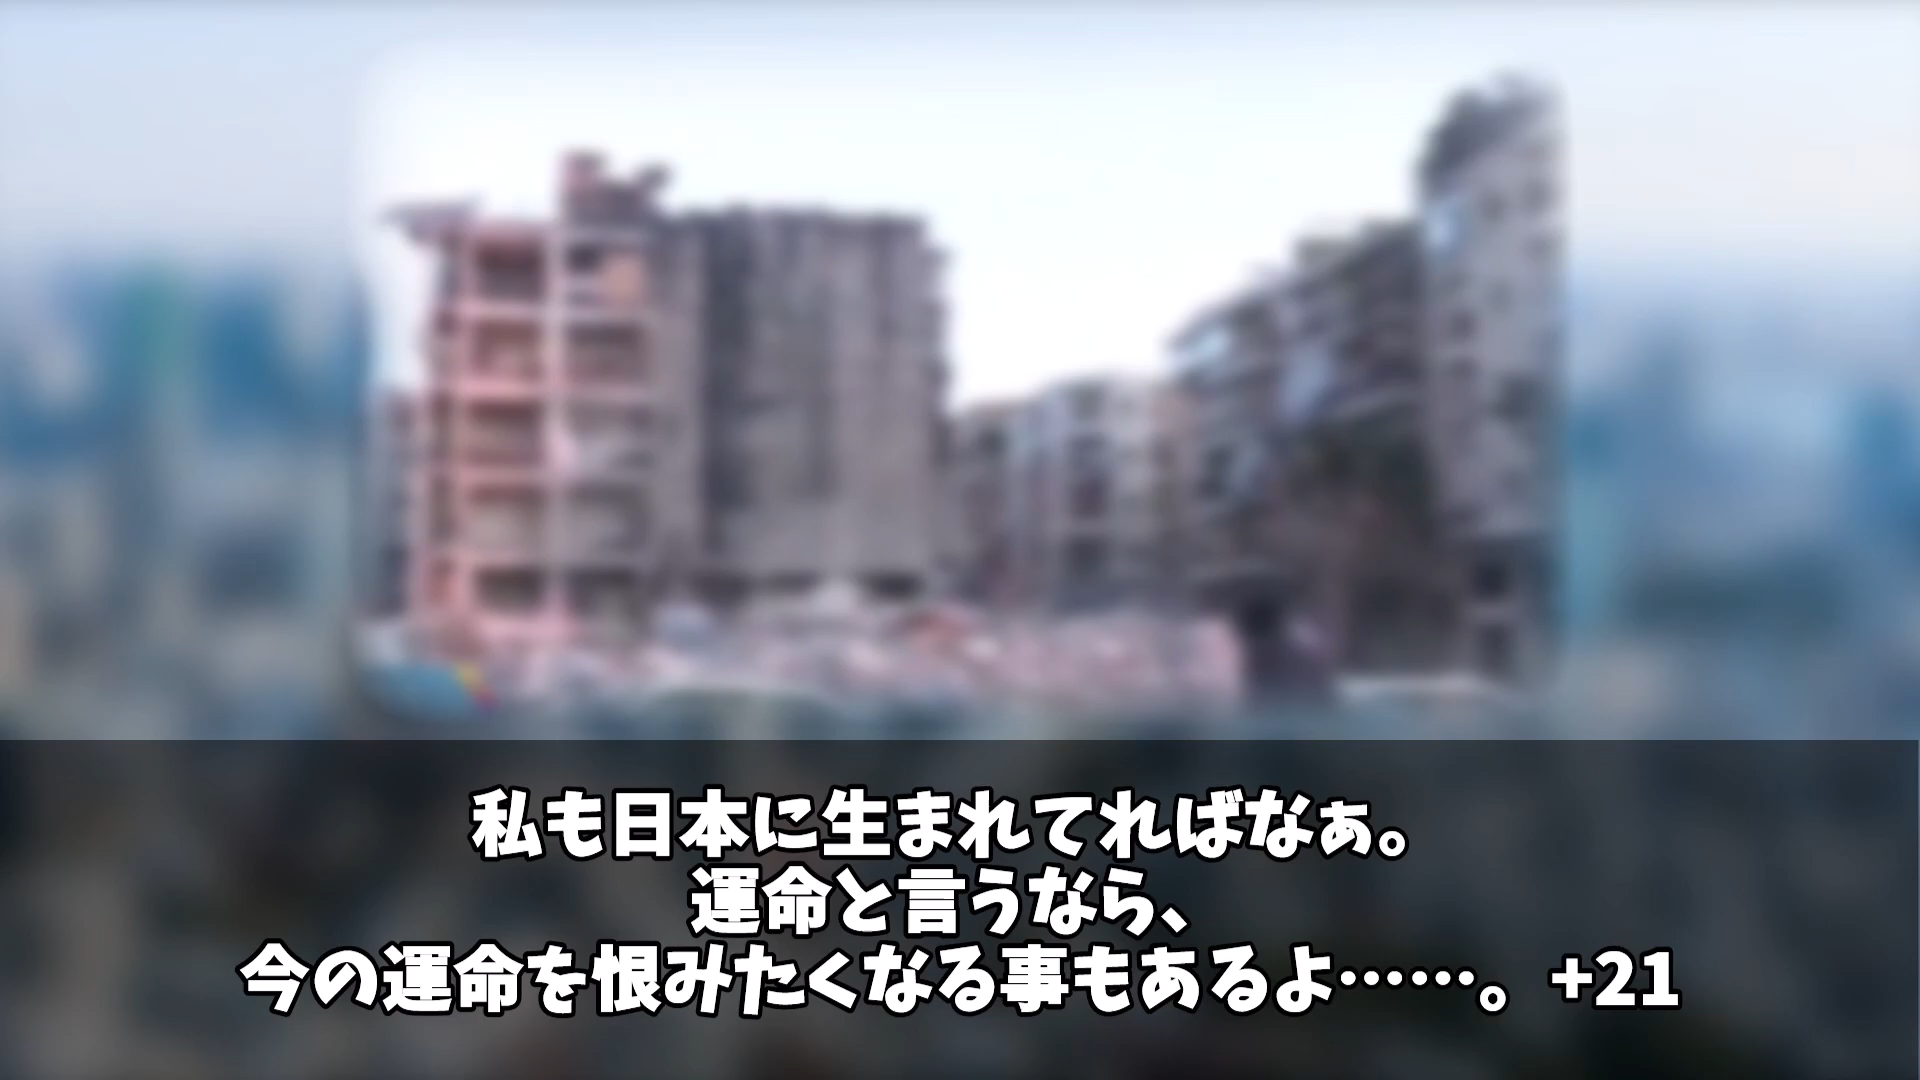 私も日本に生まれてればなぁ。
運命と言うなら、
今の運命を恨みたくなる事もあるよ……。+21